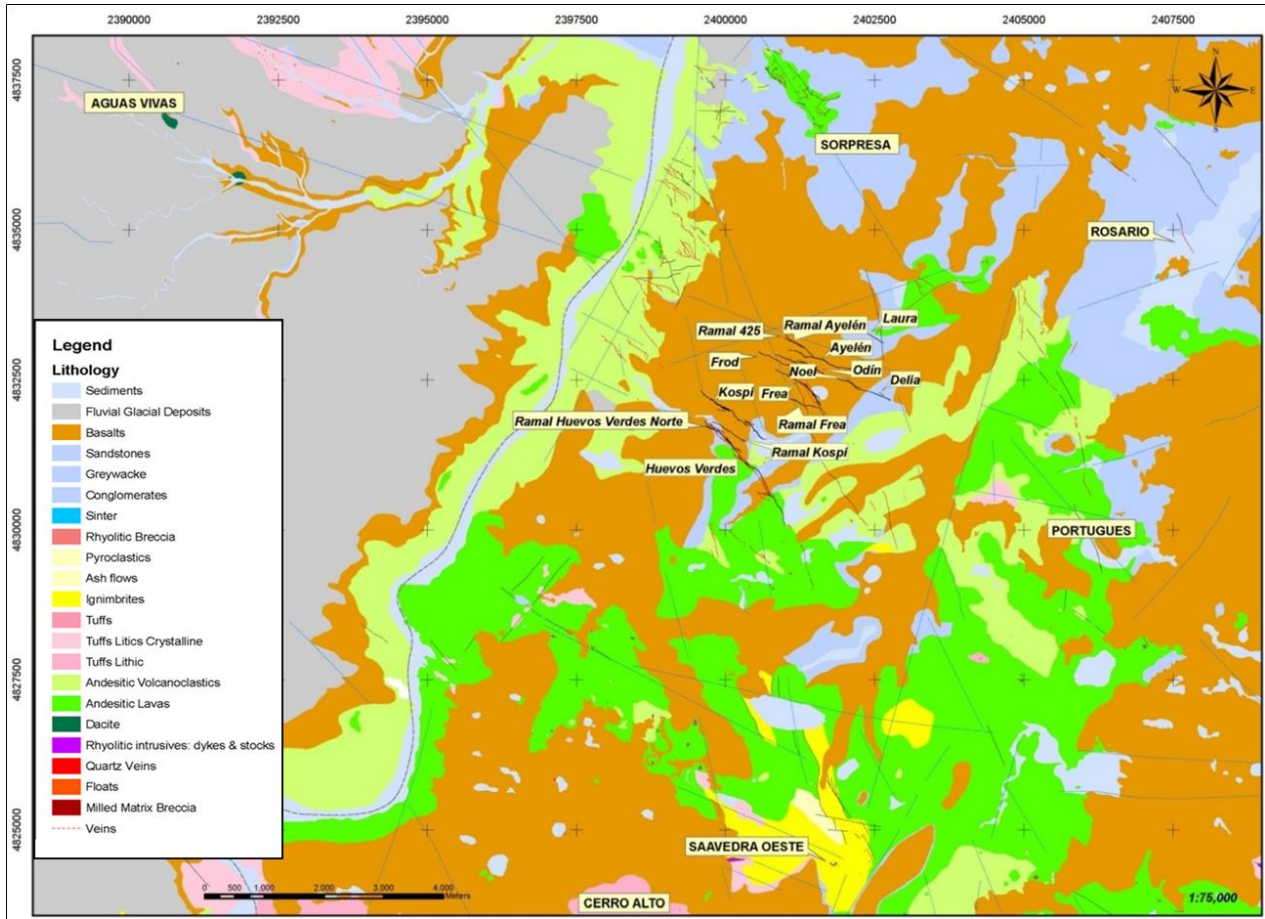 2390000 2392500 2395000 2397500 2400000 2402500 2405000 2407500
4837500
4835000
4832500
4830000
4827500
4825000
N
W E
S
AGUAS VIVAS
SORPRESA
ROSARIO
Laura
Ramal Ayelén
Ramal 425
Ayelén
Frod
Noel
Odín
Delia
Kospi
Frea
Ramal Huevos Verdes Norte
Ramal Frea
Ramal Kospi
Huevos Verdes
PORTUGUES
SAAVEDRA OESTE
CERRO ALTO
Legend
Lithology
Sediments
Fluvial Glacial Deposits
Basalts
Sandstones
Greywacke
Conglomerates
Sinter
Rhyolitic Breccia
Pyroclastics
Ash flows
Ignimbrites
Tuffs
Tuffs Litics Crystalline
Tuffs Lithic
Andesitic Volcanoclastics
Andesitic Lavas
Dacite
Rhyolitic intrusives: dykes & stocks
Quartz Veins
Floats
Milled Matrix Breccia
Veins
0 500 1,000 2,000 3,000 4,000
Meters
1:75,000